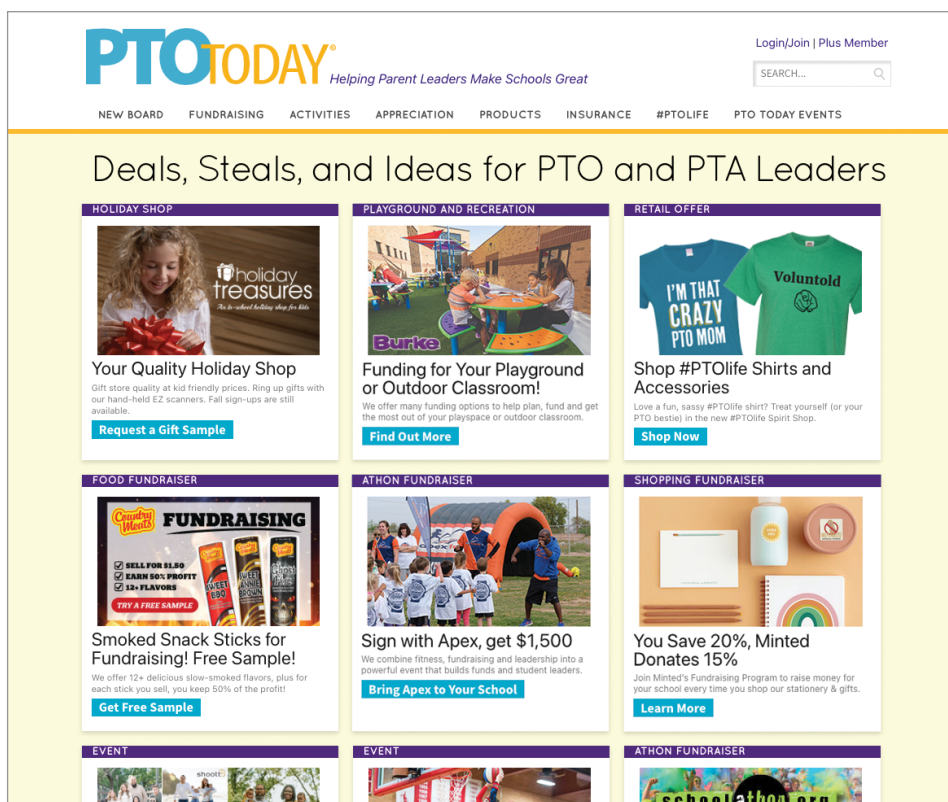 PTOTODAY®
Helping Parent Leaders Make Schools Great
Login/Join | Plus Member
SEARCH...
NEW BOARD FUNDRAISING ACTIVITIES APPRECIATION PRODUCTS INSURANCE #PTOLIFE PTO TODAY EVENTS
Deals, Steals, and Ideas for PTO and PTA Leaders
HOLIDAY SHOP
holiday
treasures
An in-school holiday shop for kids
Your Quality Holiday Shop
Gift store quality at kid friendly prices. Ring up gifts with
our hand-held EZ scanners. Fall sign-ups are still
available.
Request a Gift Sample
PLAYGROUND AND RECREATION
Burke
Funding for Your Playground
or Outdoor Classroom!
We offer many funding options to help plan, fund and get
the most out of your playspace or outdoor classroom.
Find Out More
RETAIL OFFER
I'M THAT
CRAZY
PTO MOM
Voluntold
Shop #PTOlife Shirts and
Accessories
Love a fun, sassy #PTOlife shirt? Treat yourself (or your
PTO bestie) in the new #PTOlife Spirit Shop.
Shop Now
FOOD FUNDRAISER
Country
Meats
FUNDRAISING
SELL FOR $1.50
EARN 50% PROFIT
12+ FLAVORS
TRY A FREE SAMPLE
SWEET
BBQ
SWEET
ANNIE
BROWN
Smoked Snack Sticks for
Fundraising! Free Sample!
We offer 12+ delicious slow-smoked flavors, plus for
each stick you sell, you keep 50% of the profit!
Get Free Sample
ATHON FUNDRAISER
apex
Sign with Apex, get $1,500
We combine fitness, fundraising and leadership into a
powerful event that builds funds and student leaders.
Bring Apex to Your School
SHOPPING FUNDRAISER
You Save 20%, Minted
Donates 15%
Join Minted's Fundraising Program to raise money for
your school every time you shop our stationery & gifts.
Learn More
EVENT
EVENT
ATHON FUNDRAISER
schoolathon.org